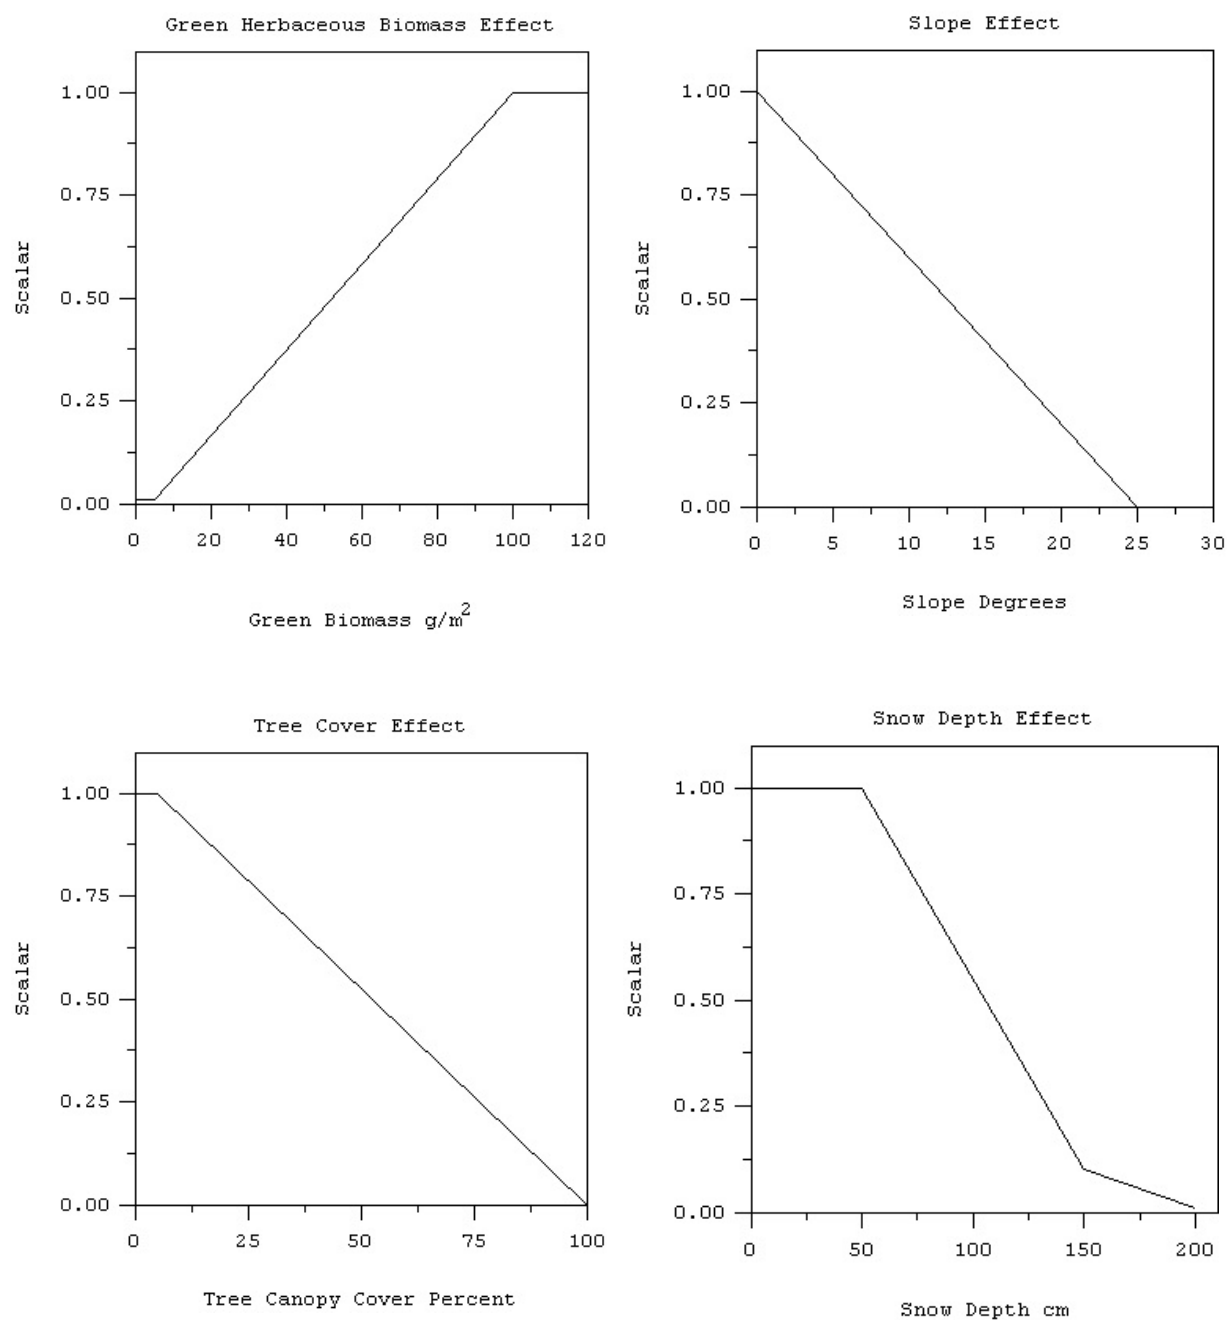 Green Herbaceous Biomass Effect
1.00
0.75
0.50
0.25
0.00
Scalar
0 20 40 60 80 100 120
Green Biomass g/m2
Slope Effect
1.00
0.75
0.50
0.25
0.00
Scalar
0 5 10 15 20 25 30
Slope Degrees
Tree Cover Effect
1.00
0.75
0.50
0.25
0.00
Scalar
0 25 50 75 100
Tree Canopy Cover Percent
Snow Depth Effect
1.00
0.75
0.50
0.25
0.00
Scalar
0 50 100 150 200
Snow Depth cm